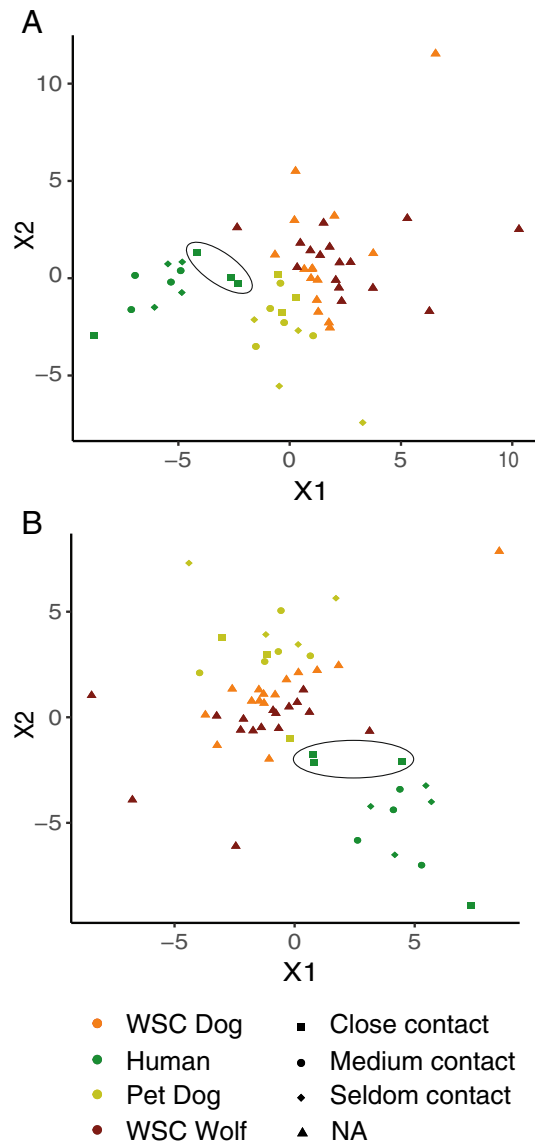 A
10
5
0
−5
X2
−5 0 5 10
X1
B
5
0
−5
X2
−5 0 5
X1
WSC Dog Close contact
Human Medium contact
Pet Dog Seldom contact
WSC Wolf NA